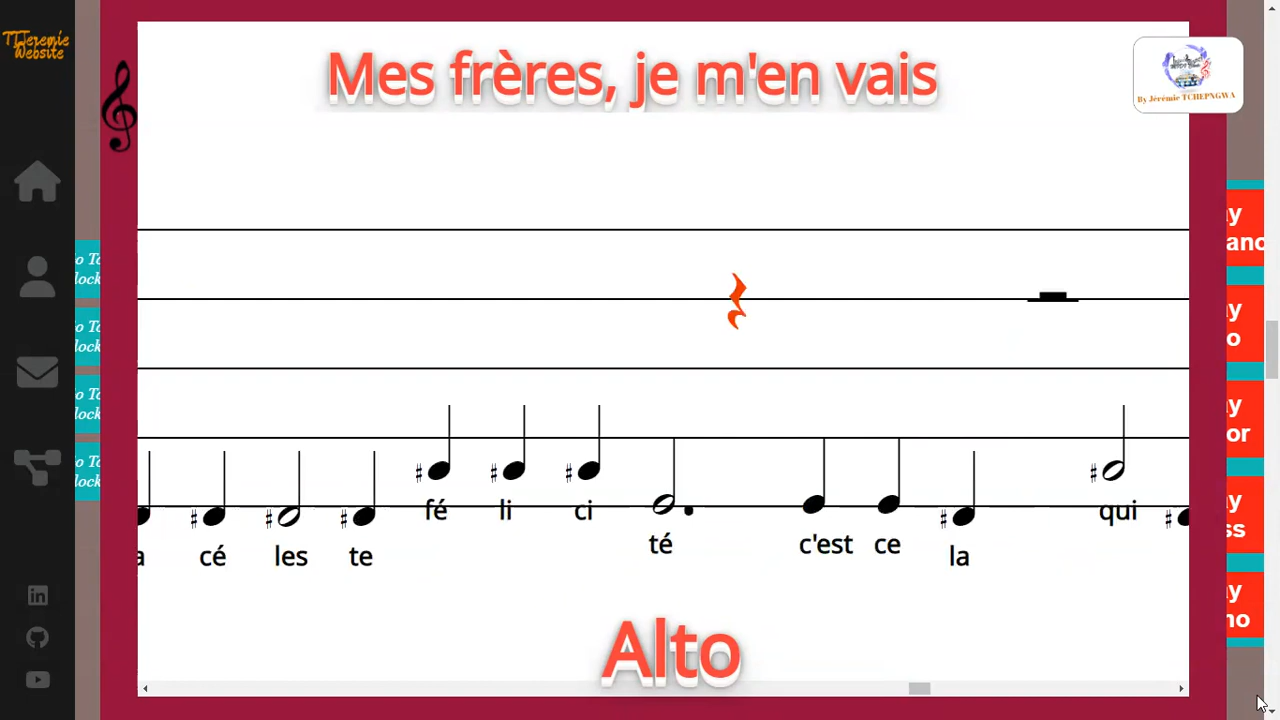 TTJeremie
Website
Mes frères, je m'en vais
By Jérémie TCHEPNGWA
fé li ci qui
té c'est ce
cé les te la
Alto